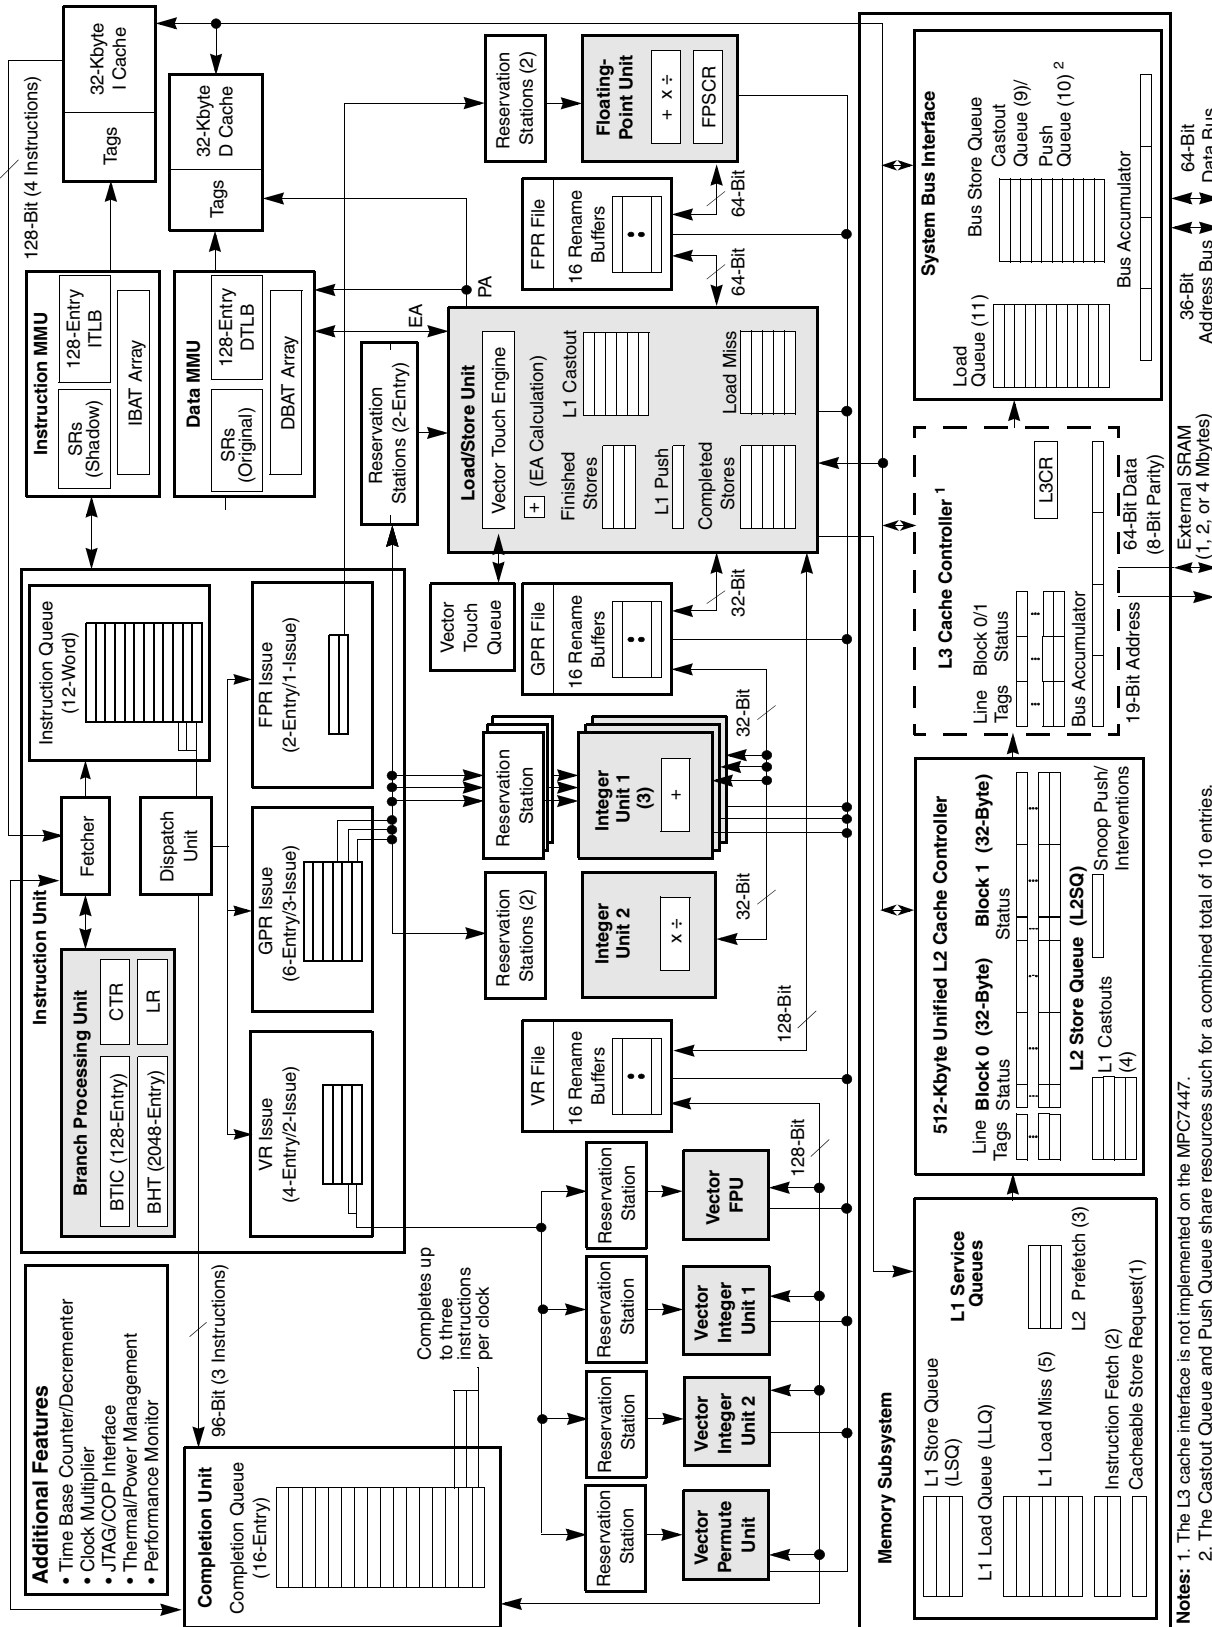 Additional Features
• Time Base Counter/Decrementer
• Clock Multiplier
• JTAG/COP Interface
• Thermal/Power Management
• Performance Monitor
Instruction Unit
Branch Processing Unit
BTIC (128-Entry)
CTR
BHT (2048-Entry)
LR
Fetcher
Instruction Queue
(12-Word)
Dispatch
Unit
96-Bit (3 Instructions)
VR Issue
(4-Entry/2-Issue)
GPR Issue
(6-Entry/3-Issue)
FPR Issue
(2-Entry/1-Issue)
Instruction MMU
SRs
(Shadow)
128-Entry
ITLB
IBAT Array
Data MMU
SRs
(Original)
128-Entry
DTLB
DBAT Array
128-Bit (4 Instructions)
Tags
32-Kbyte
I Cache
Tags
32-Kbyte
D Cache
Completion Unit
Completion Queue
(16-Entry)
Completes up
to three
instructions
per clock
EA
PA
Reservation
Stations (2-Entry)
Vector
Touch
Queue
Load/Store Unit
Vector Touch Engine
+
(EA Calculation)
Finished
Stores
L1 Castout
L1 Push
Completed
Stores
Load Miss
Reservation
Station
Reservation
Station
Reservation
Station
Reservation
Station
Vector
Permute
Unit
Vector
Integer
Unit 2
Vector
Integer
Unit 1
Vector
FPU
128-Bit
VR File
16 Rename
Buffers
128-Bit
Reservation
Stations (2)
Integer
Unit 2
x ÷
32-Bit
Reservation
Station
Integer
Unit 1
(3)
+
32-Bit
GPR File
16 Rename
Buffers
32-Bit
FPR File
16 Rename
Buffers
64-Bit
64-Bit
Reservation
Stations (2)
Floating-
Point Unit
+ x ÷
FPSCR
Memory Subsystem
L1 Service
Queues
L1 Store Queue
(LSQ)
L1 Load Queue (LLQ)
L1 Load Miss (5)
L2 Prefetch (3)
Instruction Fetch (2)
Cacheable Store Request(1)
512-Kbyte Unified L2 Cache Controller
Line
Tags
Block 0 (32-Byte)
Status
Block 1 (32-Byte)
Status
L2 Store Queue (L2SQ)
L1 Castouts
(4)
Snoop Push/
Interventions
L3 Cache Controller 1
Line
Tags
Block 0/1
Status
L3CR
Bus Accumulator
19-Bit Address
64-Bit Data
(8-Bit Parity)
External SRAM
(1, 2, or 4 Mbytes)
System Bus Interface
Load
Queue (11)
Bus Store Queue
Castout
Queue (9)/
Push
Queue (10) 2
Bus Accumulator
36-Bit
Address Bus
64-Bit
Data Bus
Notes: 1. The L3 cache interface is not implemented on the MPC7447.
2. The Castout Queue and Push Queue share resources such for a combined total of 10 entries.